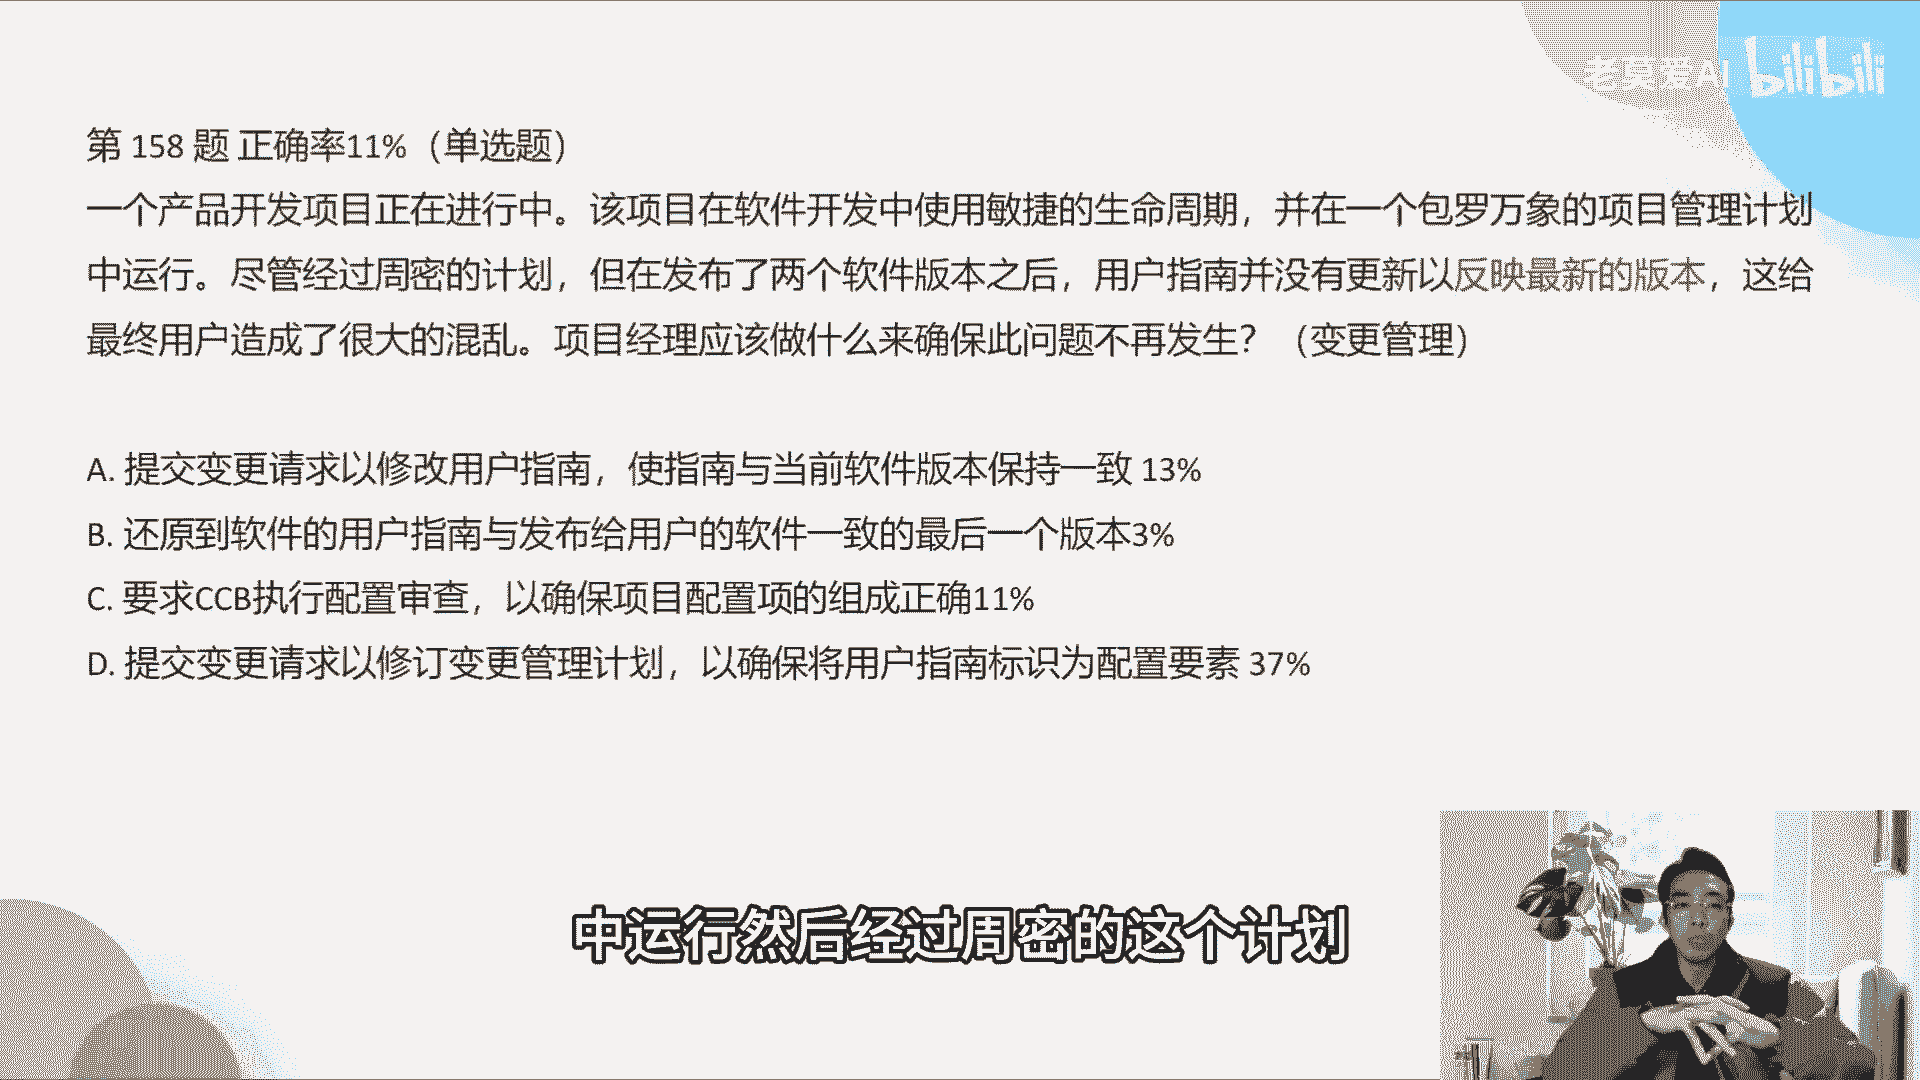 老莫爱AI bilibili
第 158 题 正确率11%（单选题）
一个产品开发项目正在进行中。该项目在软件开发中使用敏捷的生命周期，并在一个包罗万象的项目管理计划
中运行。尽管经过周密的计划，但在发布了两个软件版本之后，用户指南并没有更新以反映最新的版本，这给
最终用户造成了很大的混乱。项目经理应该做什么来确保此问题不再发生？（变更管理）
A. 提交变更请求以修改用户指南，使指南与当前软件版本保持一致 13%
B. 还原到软件的用户指南与发布给用户的软件一致的最后一个版本3%
C. 要求CCB执行配置审查，以确保项目配置项的组成正确11%
D. 提交变更请求以修订变更管理计划，以确保将用户指南标识为配置要素 37%
中运行然后经过周密的这个计划